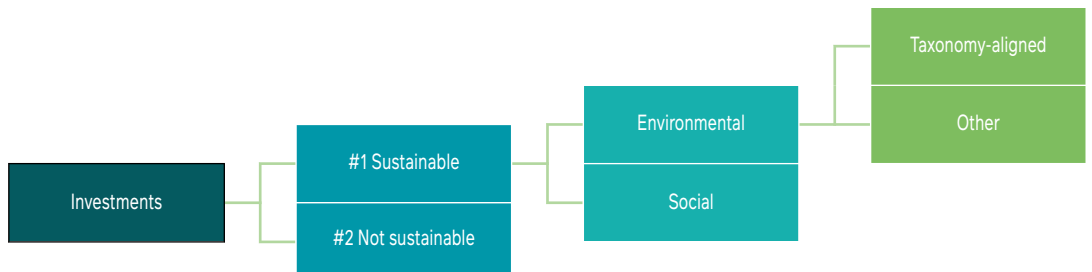 Investments
#1 Sustainable
#2 Not sustainable
Environmental
Social
Taxonomy-aligned
Other